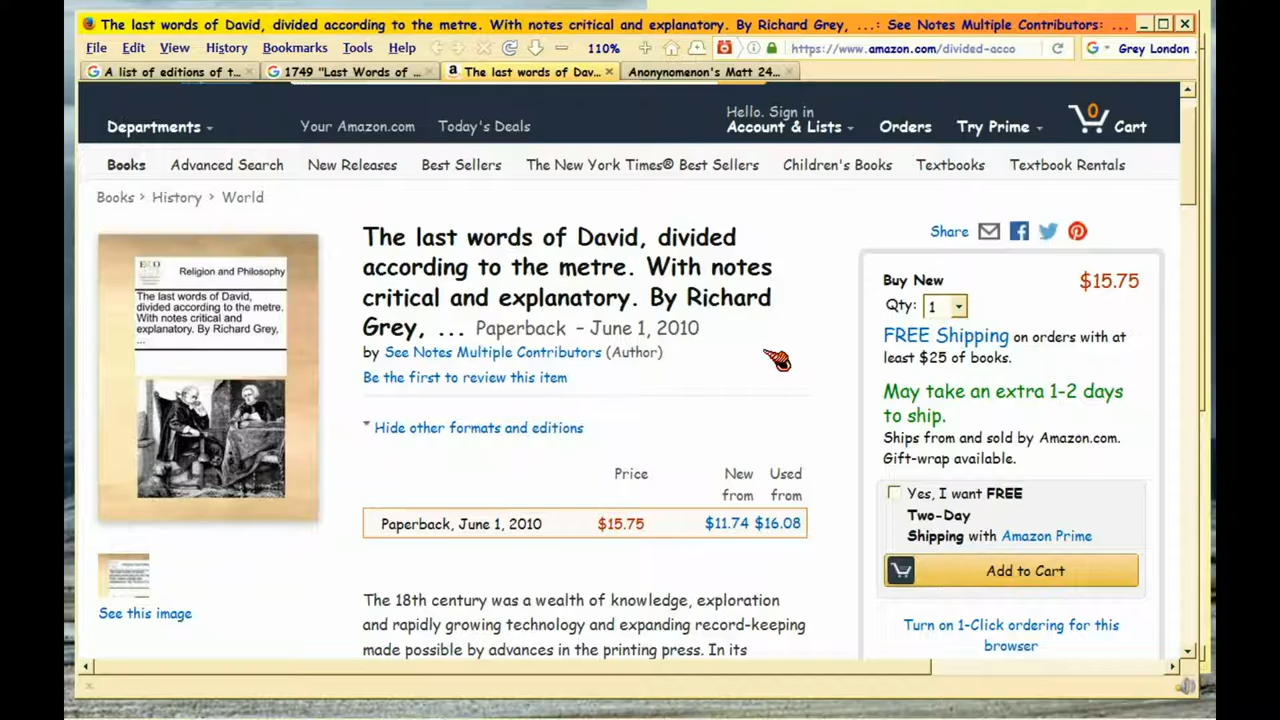 The last words of David, divided according to the metre. With notes critical and explanatory. By Richard Grey, ...: See Notes Multiple Contributors: ...
File Edit View History Bookmarks Tools Help
110%
https://www.amazon.com/divided-acco
Grey London
A list of editions of t...
1749 "Last Words of ...
The last words of Dav...
Anonynomenon's Matt 24...
Departments
Your Amazon.com
Today's Deals
Hello. Sign in
Account & Lists
Orders
Try Prime
0
Cart
Books
Advanced Search
New Releases
Best Sellers
The New York Times® Best Sellers
Children's Books
Textbooks
Textbook Rentals
Books > History > World
ECCO
Religion and Philosophy
The last words of David,
divided according to the metre.
With notes critical and
explanatory. By Richard Grey,
...
See this image
The last words of David, divided
according to the metre. With notes
critical and explanatory. By Richard
Grey, ... Paperback – June 1, 2010
by See Notes Multiple Contributors (Author)
Be the first to review this item
Hide other formats and editions
Price
New
from
Used
from
Paperback, June 1, 2010
$15.75
$11.74
$16.08
The 18th century was a wealth of knowledge, exploration
and rapidly growing technology and expanding record-keeping
made possible by advances in the printing press. In its
Share
Buy New
$15.75
Qty: 1
FREE Shipping on orders with at
least $25 of books.
May take an extra 1-2 days
to ship.
Ships from and sold by Amazon.com.
Gift-wrap available.
Yes, I want FREE
Two-Day
Shipping with Amazon Prime
Add to Cart
Turn on 1-Click ordering for this
browser